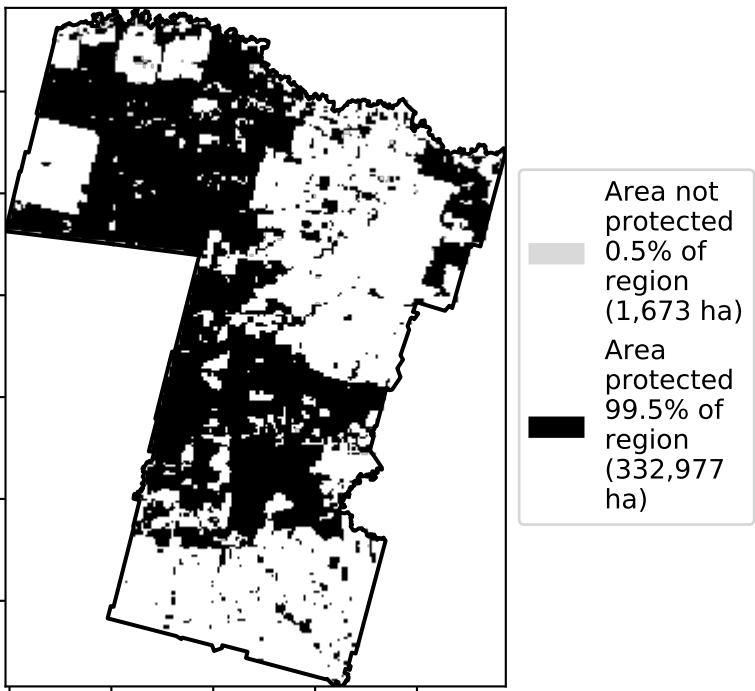 Area not
protected
0.5% of
region
(1,673 ha)
Area
protected
99.5% of
region
(332,977
ha)